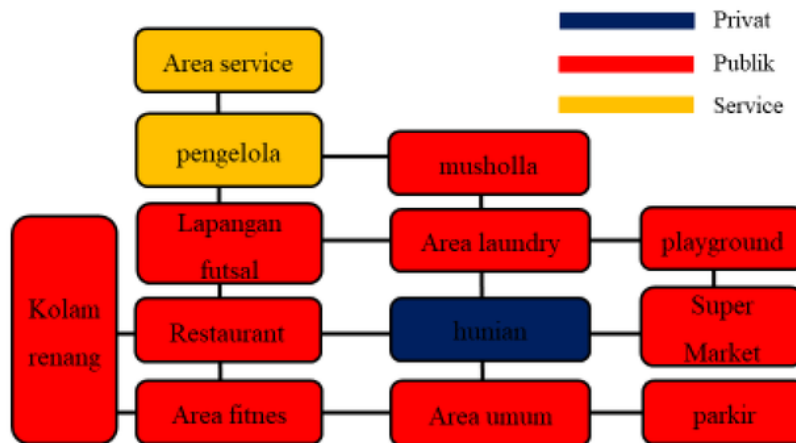 Privat
Publik
Service
Area service
pengelola
musholla
Lapangan
futsal
Area laundry
playground
Kolam
renang
Restaurant
hunian
Super
Market
Area fitnes
Area umum
parkir